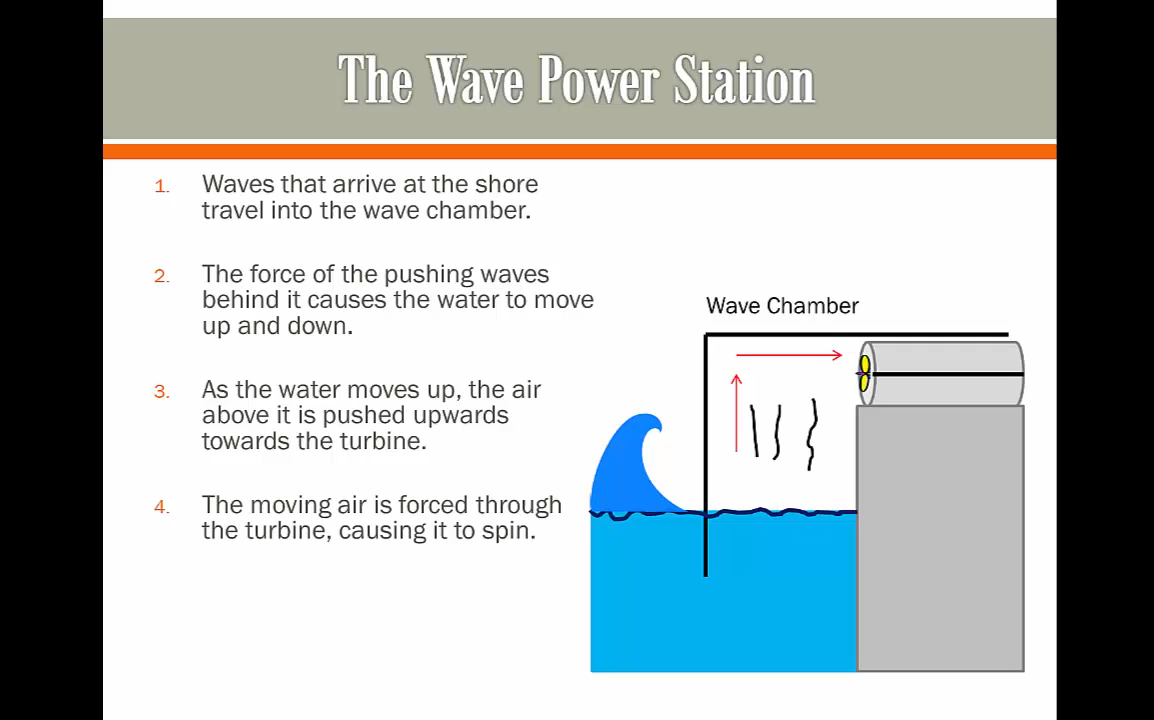 The Wave Power Station
1. Waves that arrive at the shore
travel into the wave chamber.
2. The force of the pushing waves
behind it causes the water to move
up and down.
3. As the water moves up, the air
above it is pushed upwards
towards the turbine.
4. The moving air is forced through
the turbine, causing it to spin.
Wave Chamber